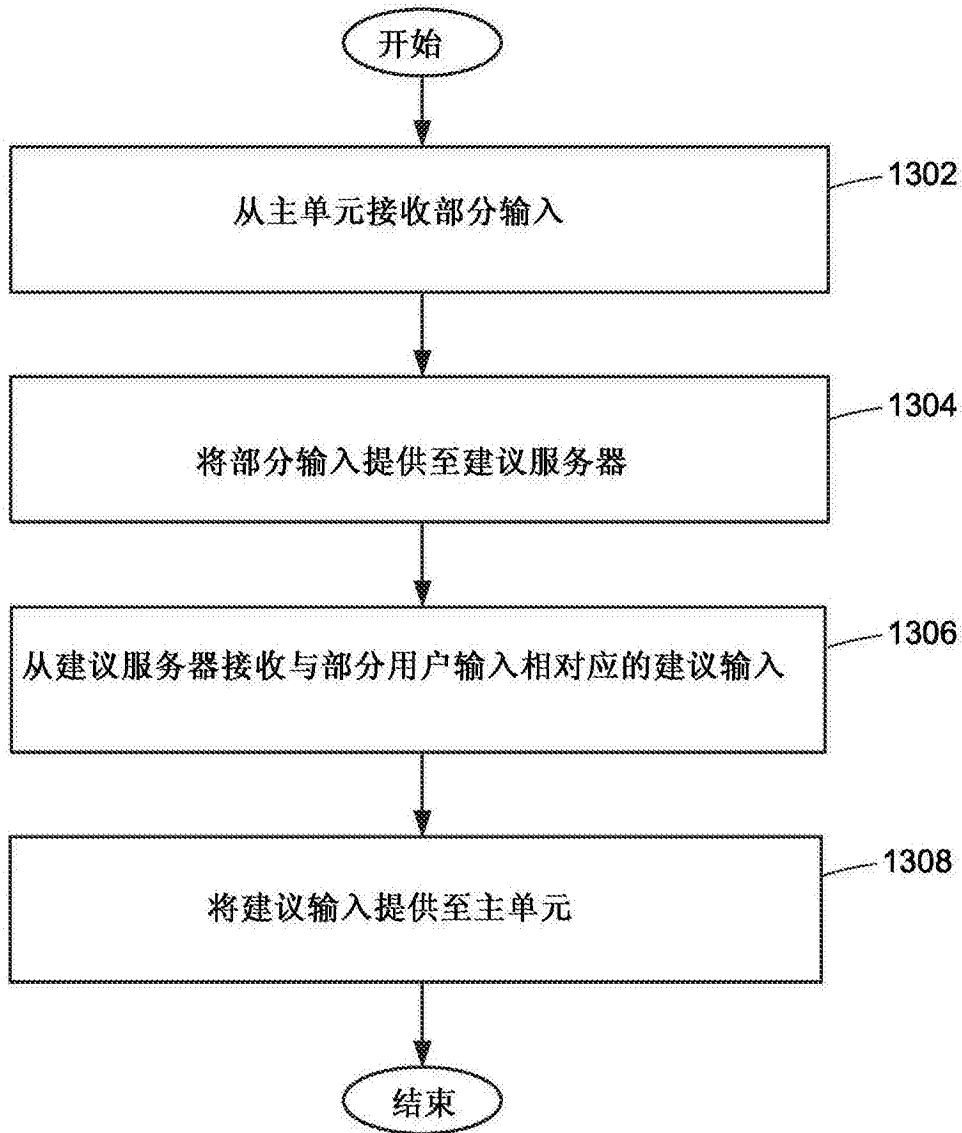 开始
1302
从主单元接收部分输入
1304
将部分输入提供至建议服务器
1306
从建议服务器接收与部分用户输入相对应的建议输入
1308
将建议输入提供至主单元
结束